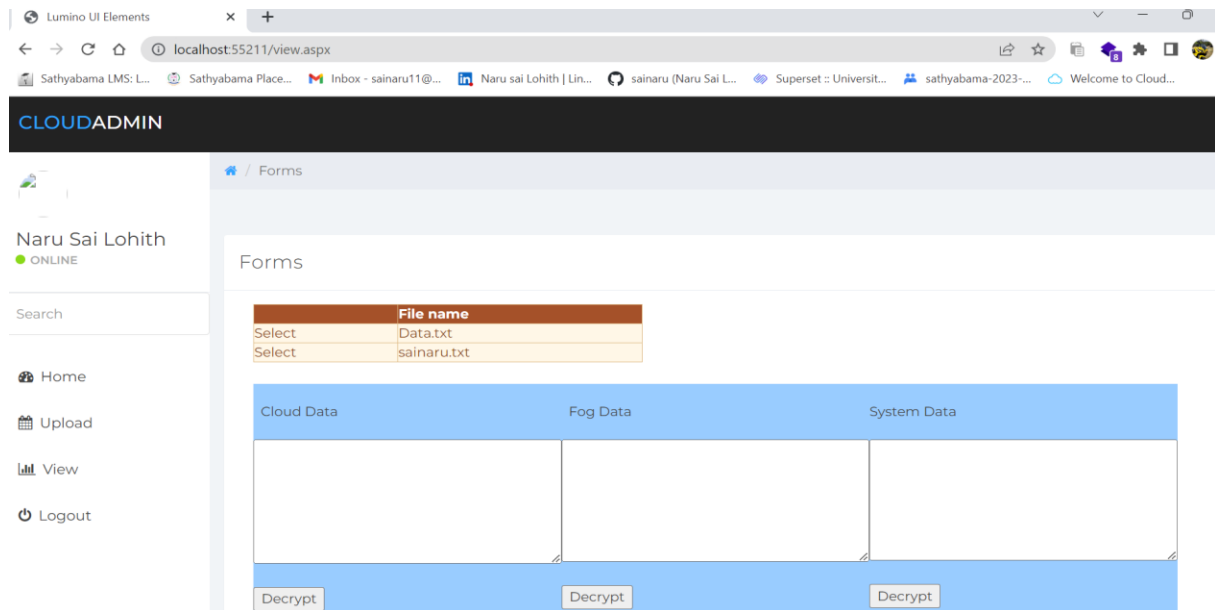 Lumino UI Elements
localhost:55211/view.aspx
Sathyabama LMS: L... Sathyabama Place... Inbox - sainaru11@... Naru sai Lohith | Lin... sainaru (Naru Sai L... Superset :: Universit... sathyabama-2023-... Welcome to Cloud...
CLOUDADMIN
/ Forms
Naru Sai Lohith
ONLINE
Forms
Search
File name
Select Data.txt
Select sainaru.txt
Home
Upload
View
Logout
Cloud Data Fog Data System Data
Decrypt Decrypt Decrypt